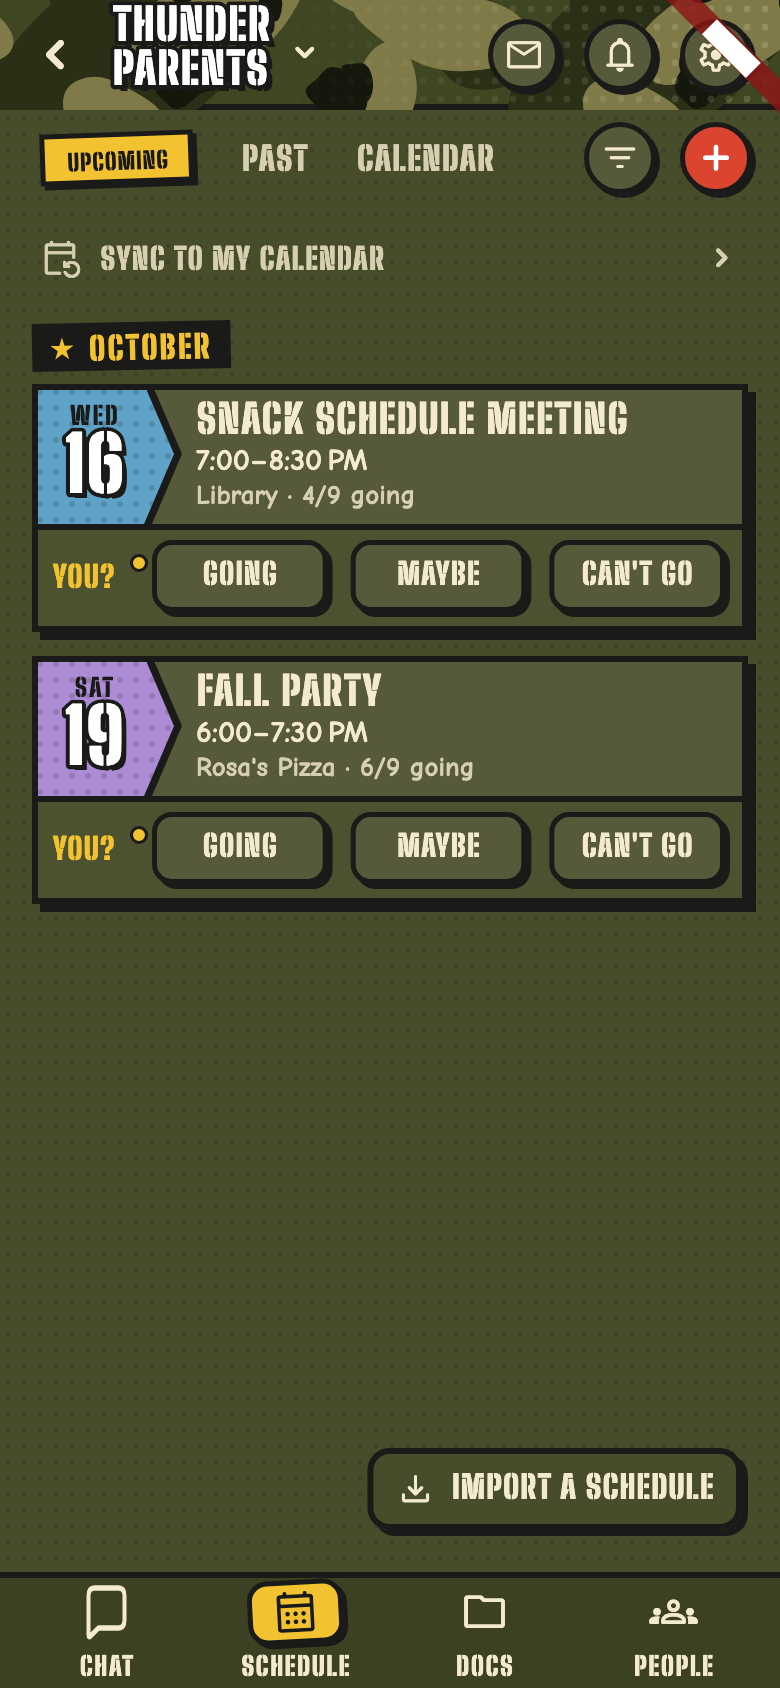 THUNDER
PARENTS
UPCOMING PAST CALENDAR
SYNC TO MY CALENDAR
★ OCTOBER
WED
16
SNACK SCHEDULE MEETING
7:00–8:30 PM
Library · 4/9 going
YOU? GOING MAYBE CAN'T GO
SAT
19
FALL PARTY
6:00–7:30 PM
Rosa's Pizza · 6/9 going
YOU? GOING MAYBE CAN'T GO
IMPORT A SCHEDULE
CHAT SCHEDULE DOCS PEOPLE